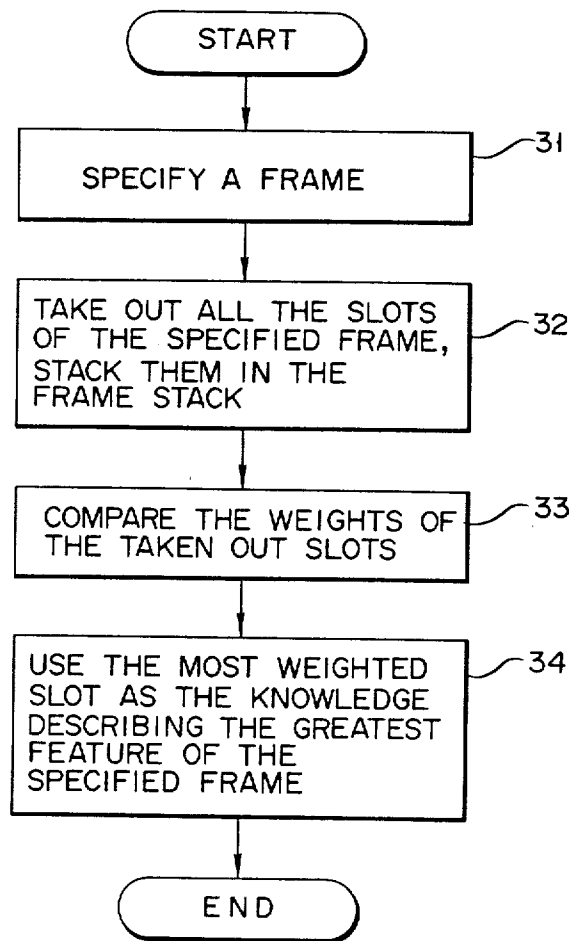 START
31
SPECIFY A FRAME
32
TAKE OUT ALL THE SLOTS
OF THE SPECIFIED FRAME,
STACK THEM IN THE
FRAME STACK
33
COMPARE THE WEIGHTS OF
THE TAKEN OUT SLOTS
34
USE THE MOST WEIGHTED
SLOT AS THE KNOWLEDGE
DESCRIBING THE GREATEST
FEATURE OF THE
SPECIFIED FRAME
END